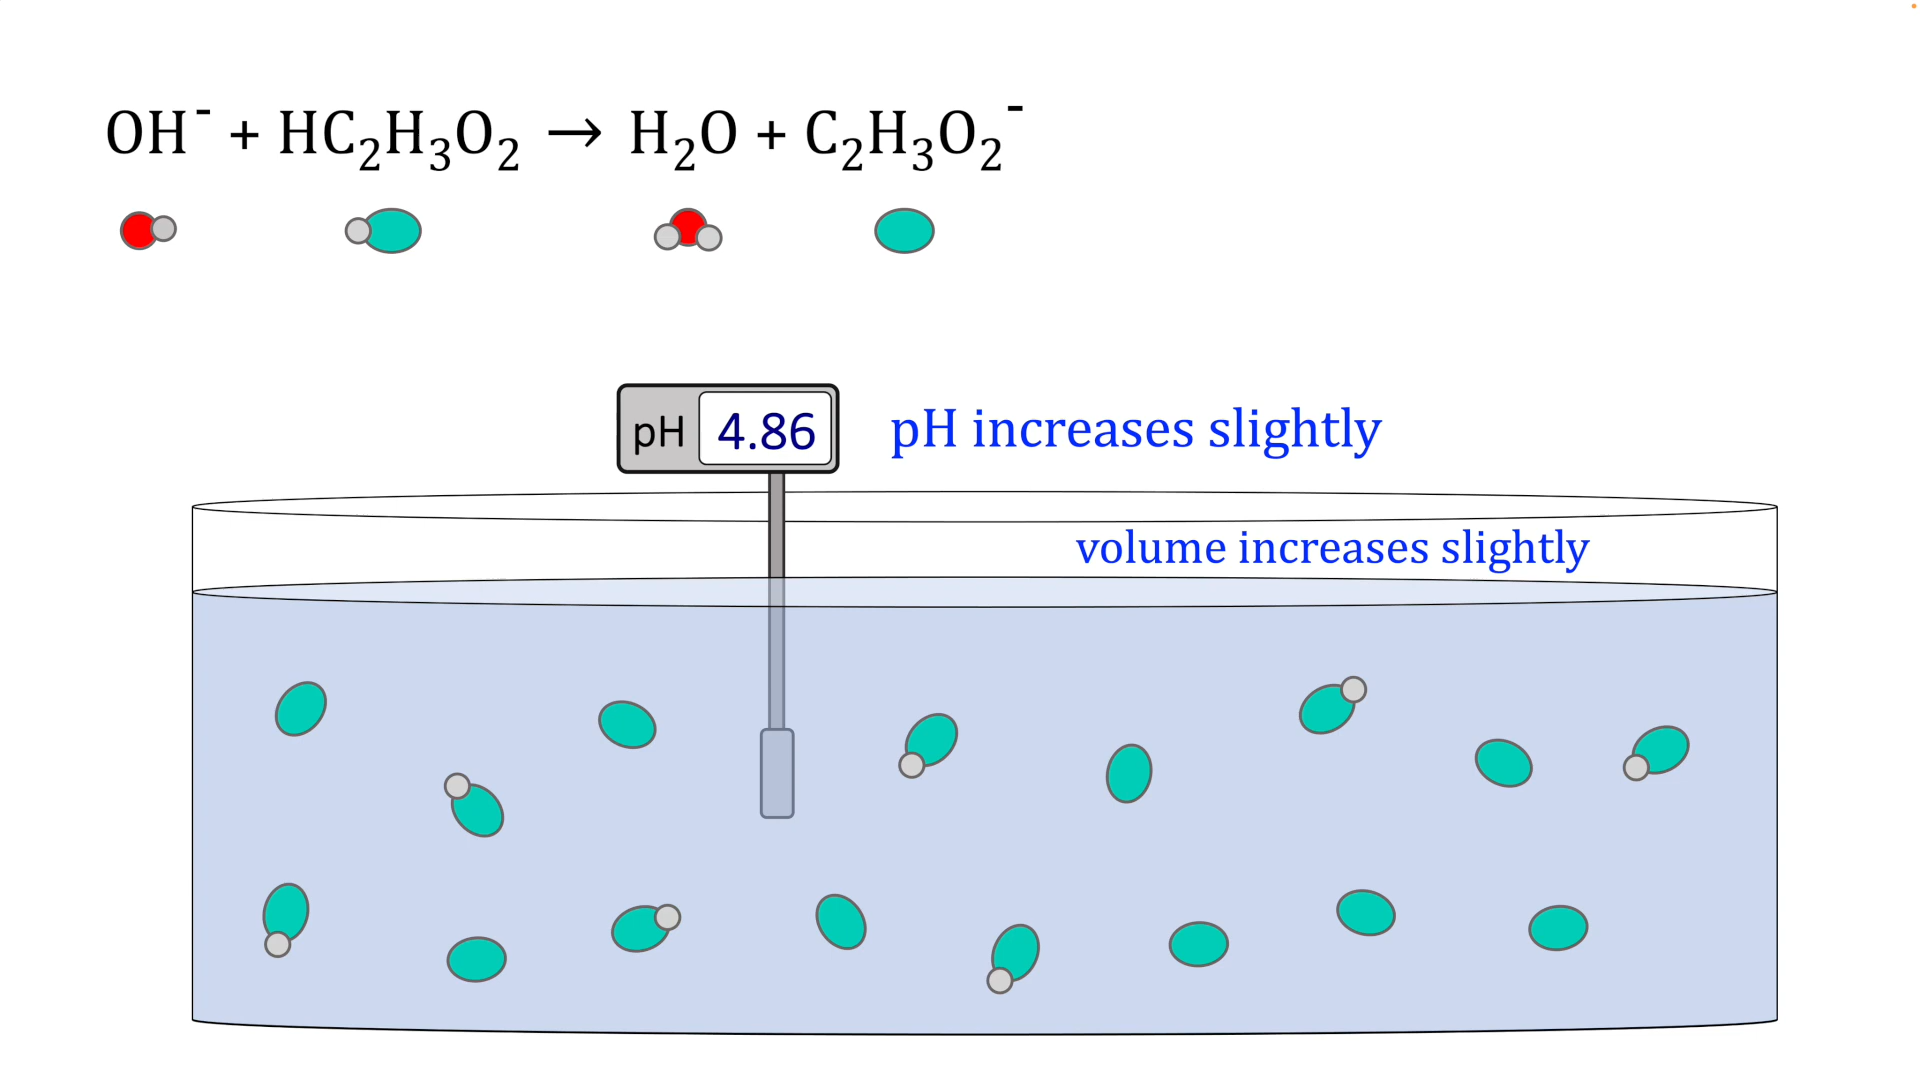 OH⁻ + HC₂H₃O₂ → H₂O + C₂H₃O₂⁻
pH 4.86
pH increases slightly
volume increases slightly